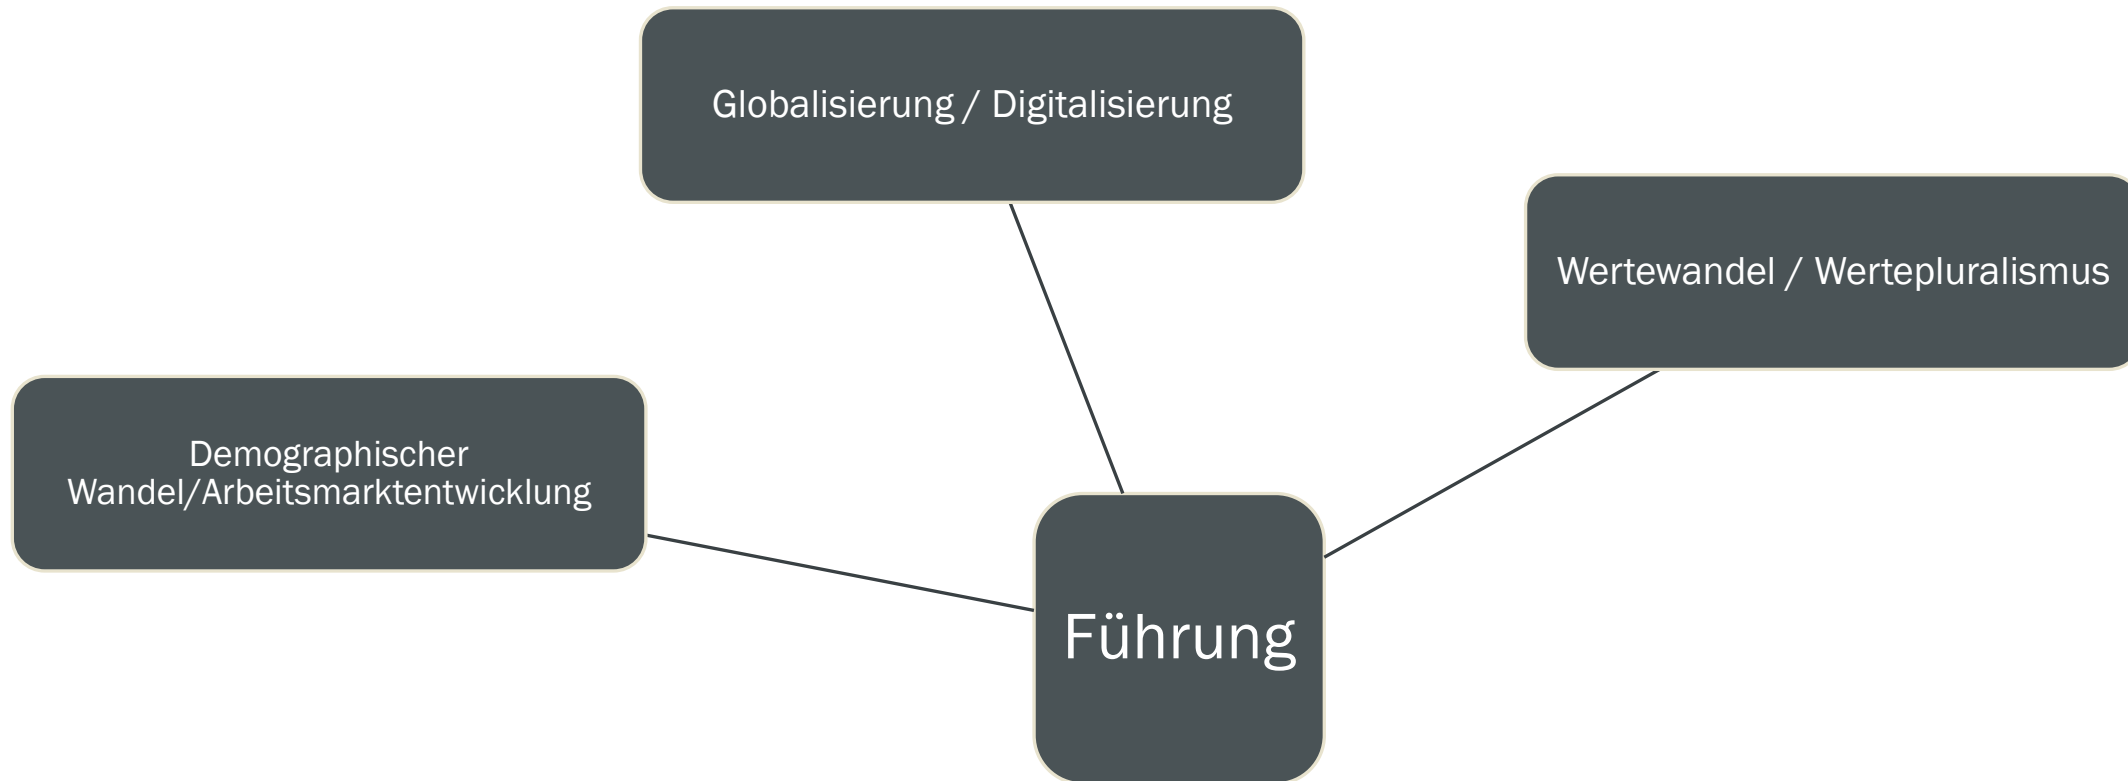 Globalisierung / Digitalisierung
Wertewandel / Wertepluralismus
Demographischer
Wandel/Arbeitsmarktentwicklung
Führung